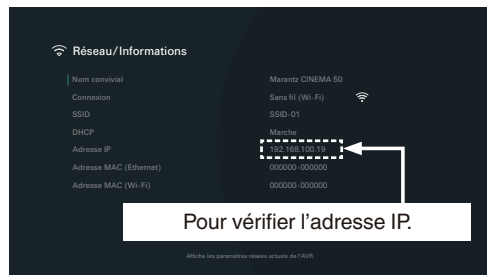 Réseau/Informations
Nom convivial Marantz CINEMA 50
Connexion Sans fil (Wi-Fi)
SSID SSID-01
DHCP Marche
Adresse IP 192.168.100.19
Adresse MAC (Ethernet) 000000-000000
Adresse MAC (Wi-Fi) 000000-000000
Pour vérifier l’adresse IP.
Affiche les paramètres réseau actuels de l'AVR.